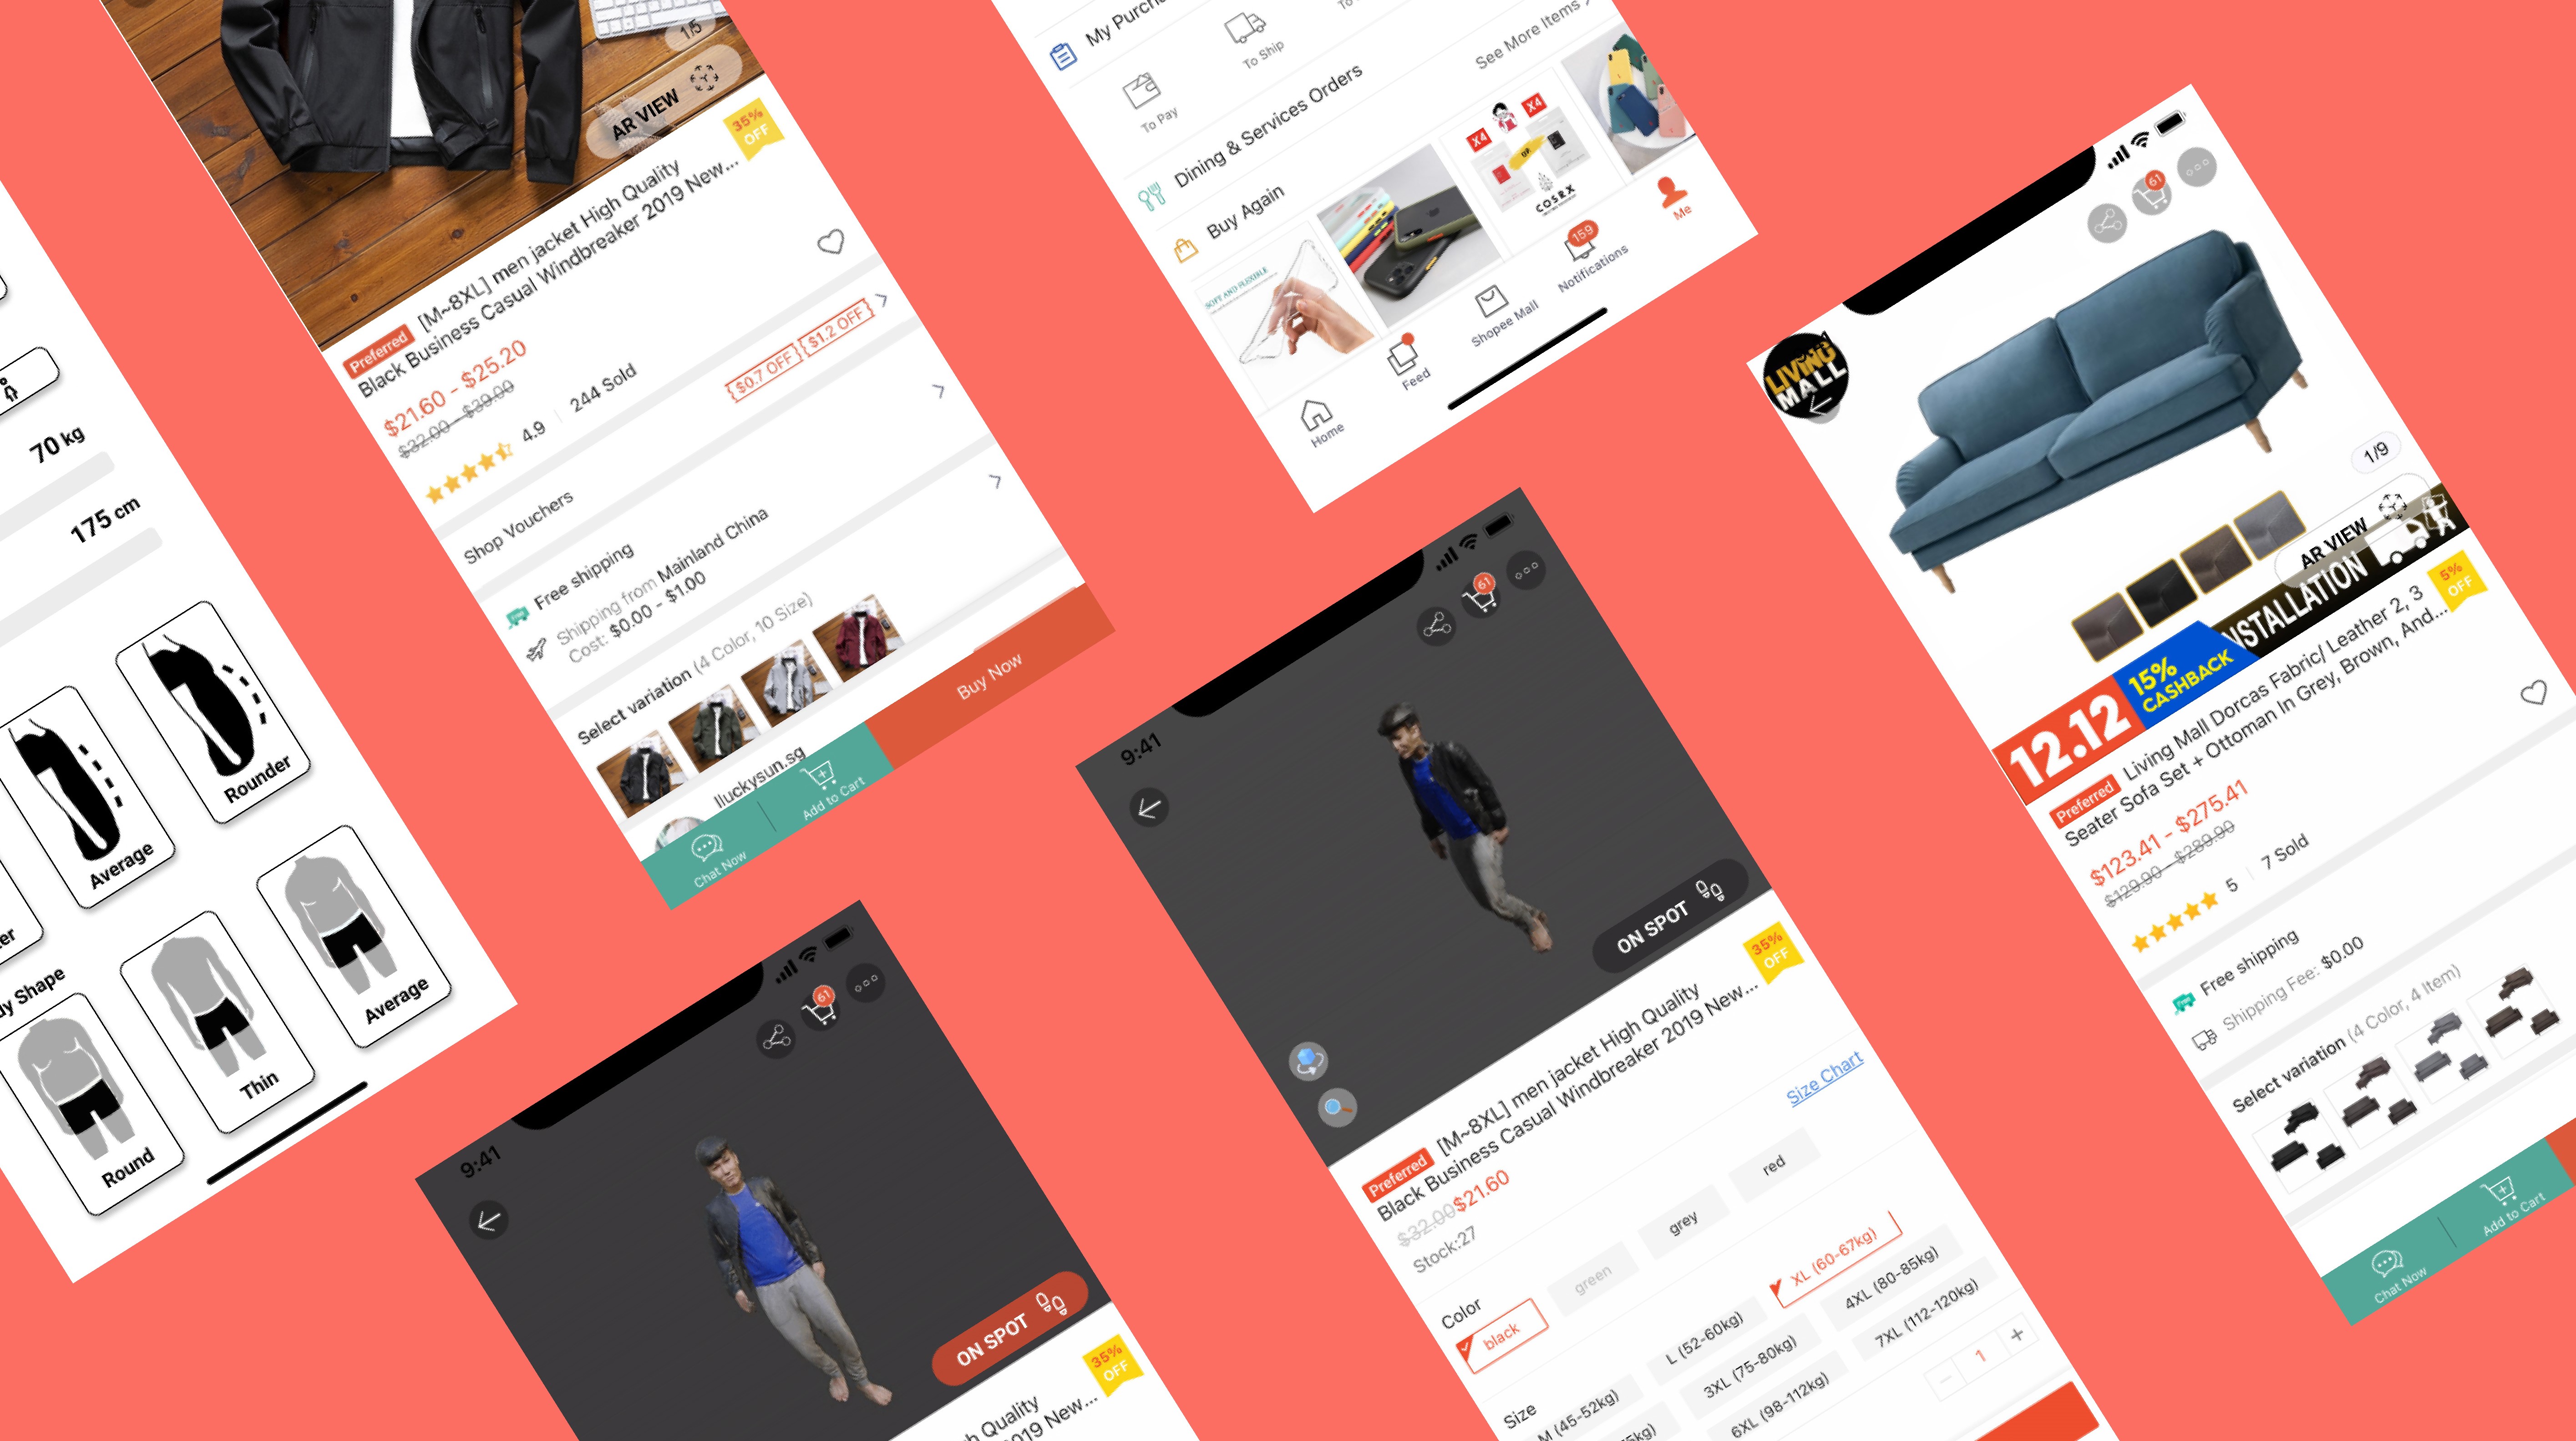 70 kg
175 cm
Average
Rounder
dy Shape
Round
Thin
Average
1/5
AR VIEW
35%
OFF
Preferred [M~8XL] men jacket High Quality
Black Business Casual Windbreaker 2019 New...
$21.60 - $25.20
$32.00 - $39.00
4.9
244 Sold
Shop Vouchers
$0.7 OFF
$1.2 OFF
Free shipping
Shipping from Mainland China
Cost: $0.00 - $1.00
Select variation (4 Color, 10 Size)
lluckysun.sg
Chat Now
Add to Cart
Buy Now
My Purcha
To Pay
To Ship
Dining & Services Orders
See More Items
Buy Again
SOFT AND FLEXIBLE
X4
X4
COSRX
Home
Feed
Shopee Mall
159
Notifications
Me
9:41
61
ON SPOT
35%
OFF
h Quality
2019 New...
9:41
61
ON SPOT
35%
OFF
Preferred [M~8XL] men jacket High Quality
Black Business Casual Windbreaker 2019 New...
$32.00$21.60
Stock:27
Size Chart
Color
black
green
grey
red
Size
M (45-52kg)
L (52-60kg)
XL (60-67kg)
3XL (75-80kg)
4XL (80-85kg)
6XL (98-112kg)
7XL (112-120kg)
1
61
LIVING
MALL
1/9
AR VIEW
NSTALLATION
12.12
15%
CASHBACK
5%
OFF
Preferred Living Mall Dorcas Fabric/ Leather 2, 3
Seater Sofa Set + Ottoman In Grey, Brown, And...
$123.41 - $275.41
$129.90 - $289.90
5
7 Sold
Free shipping
Shipping Fee: $0.00
Select variation (4 Color, 4 Item)
Chat Now
Add to Cart